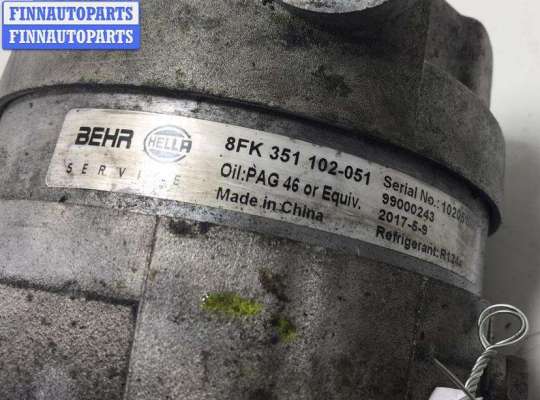 FINNAUTOPARTS
FINNAUTOPARTS
BEHR HELLA
SERVICE
8FK 351 102-051
Oil:PAG 46 or Equiv.
Made in China
Serial No.:
99000243
2017-5-9
Refrigerant: